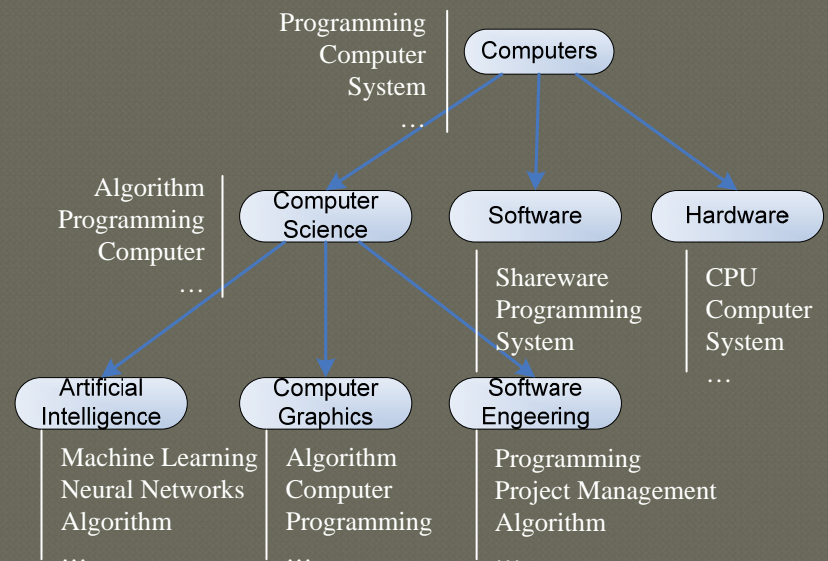 Programming
Computer
System
…
Computers
Algorithm
Programming
Computer
…
Computer
Science
Software
Hardware
Shareware
Programming
System
CPU
Computer
System
…
Artificial
Intelligence
Computer
Graphics
Software
Engeering
Machine Learning
Neural Networks
Algorithm
…
Algorithm
Computer
Programming
…
Programming
Project Management
Algorithm
…